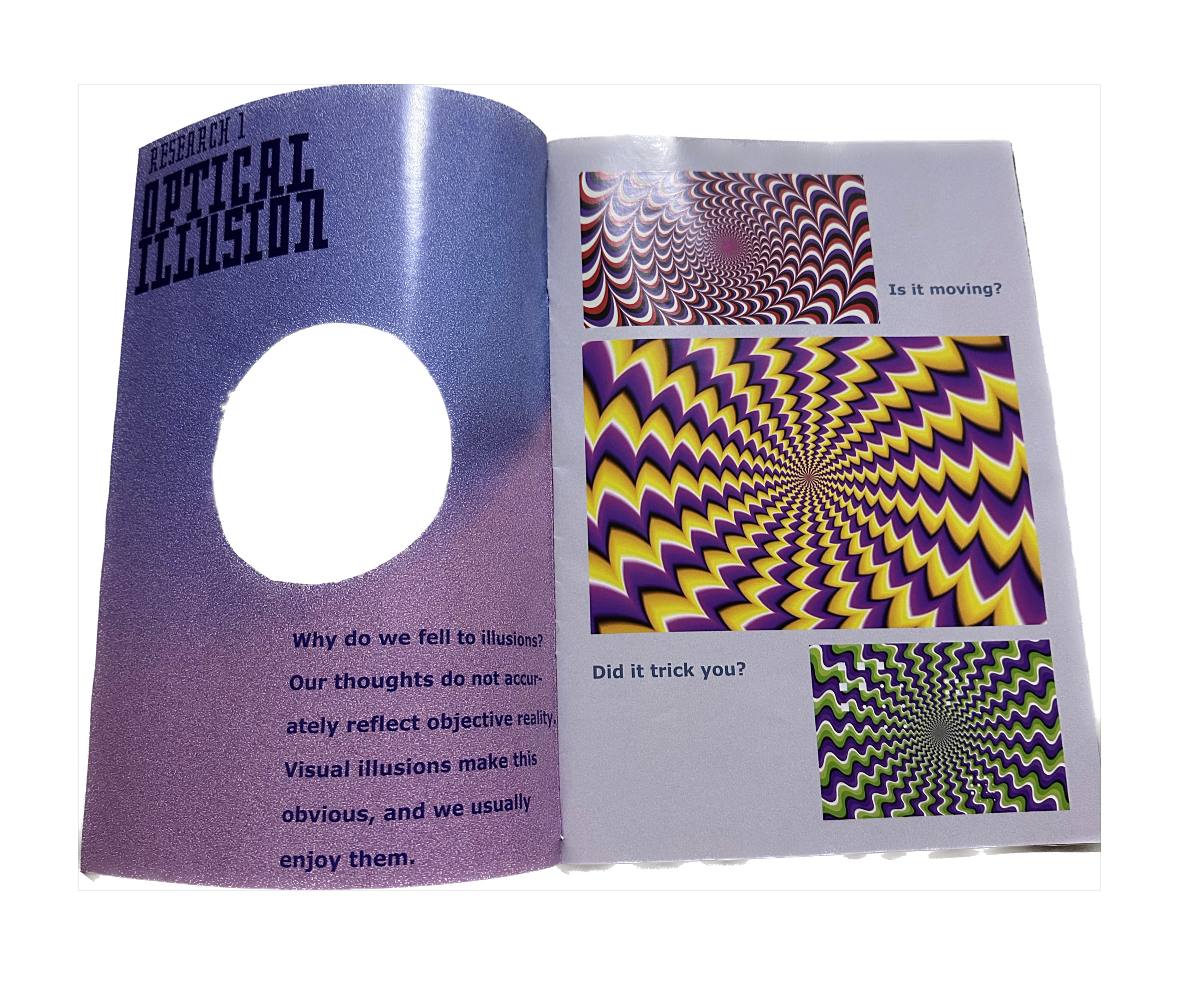 RESEARCH 1
OPTICAL
ILLUSION
Why do we fell to illusions?
Our thoughts do not accur-
ately reflect objective reality.
Visual illusions make this
obvious, and we usually
enjoy them.
Is it moving?
Did it trick you?